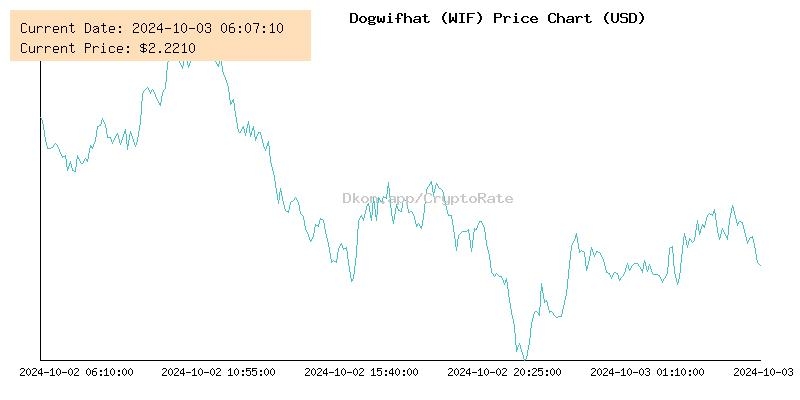 Dogwifhat (WIF) Price Chart (USD)
Current Date: 2024-10-03 06:07:10
Current Price: $2.2210
Dkom.app/CryptoRate
2024-10-02 06:10:00 2024-10-02 10:55:00 2024-10-02 15:40:00 2024-10-02 20:25:00 2024-10-03 01:10:00 2024-10-03